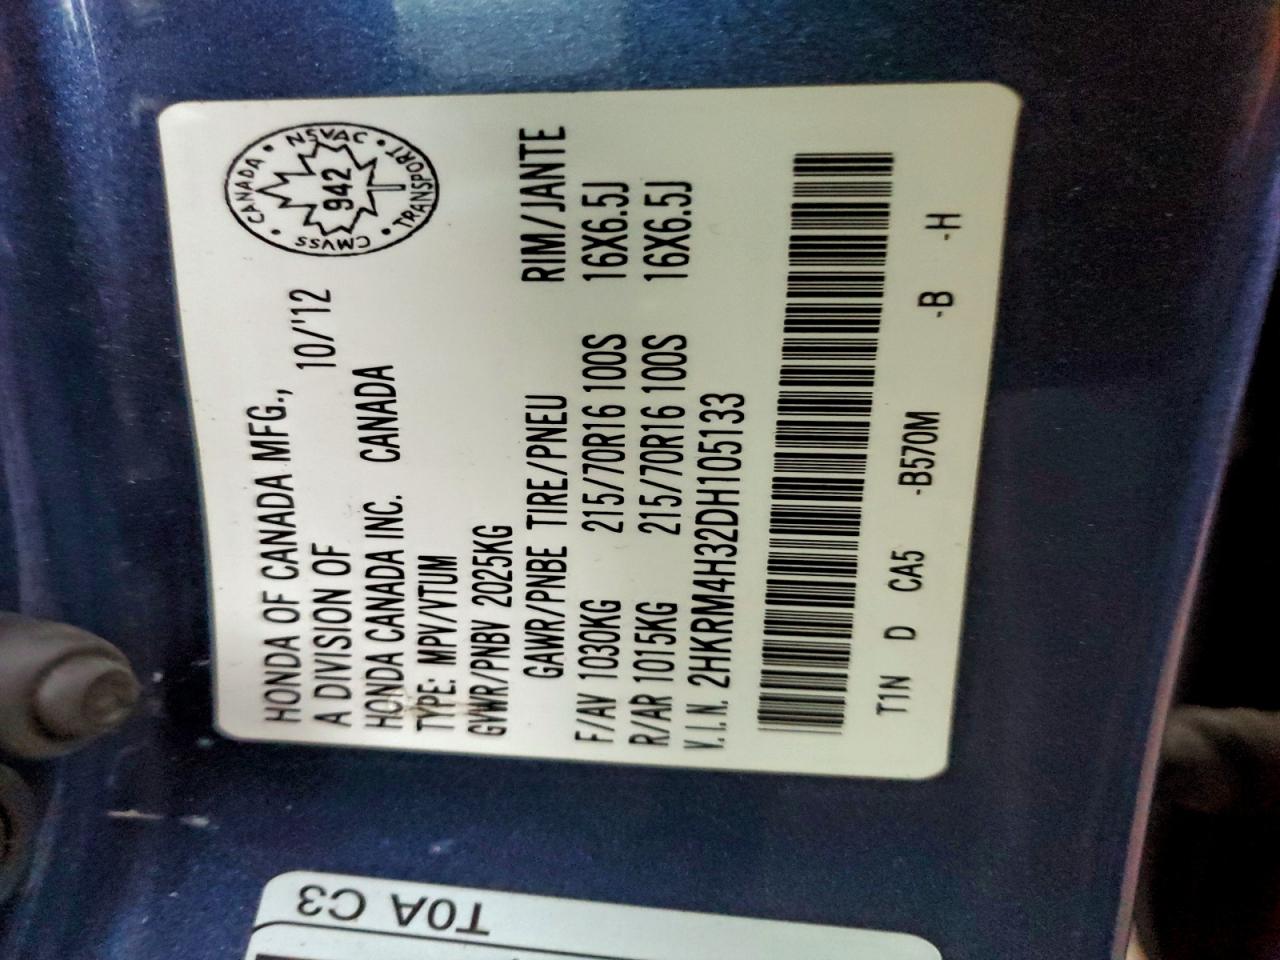 HONDA OF CANADA MFG.,
A DIVISION OF 10/'12
HONDA CANADA INC. CANADA
TYPE: MPV/VTUM
GVWR/PNBV 2025KG
GAWR/PNBE TIRE/PNEU RIM/JANTE
F/AV 1030KG 215/70R16 100S 16X6.5J
R/AR 1015KG 215/70R16 100S 16X6.5J
V.I.N. 2HKRM4H32DH105133
T1N D CA5 -B570M -B -H
CANADA • NSVAC • TRANSPORT • CMVSS •
942
T0A C3